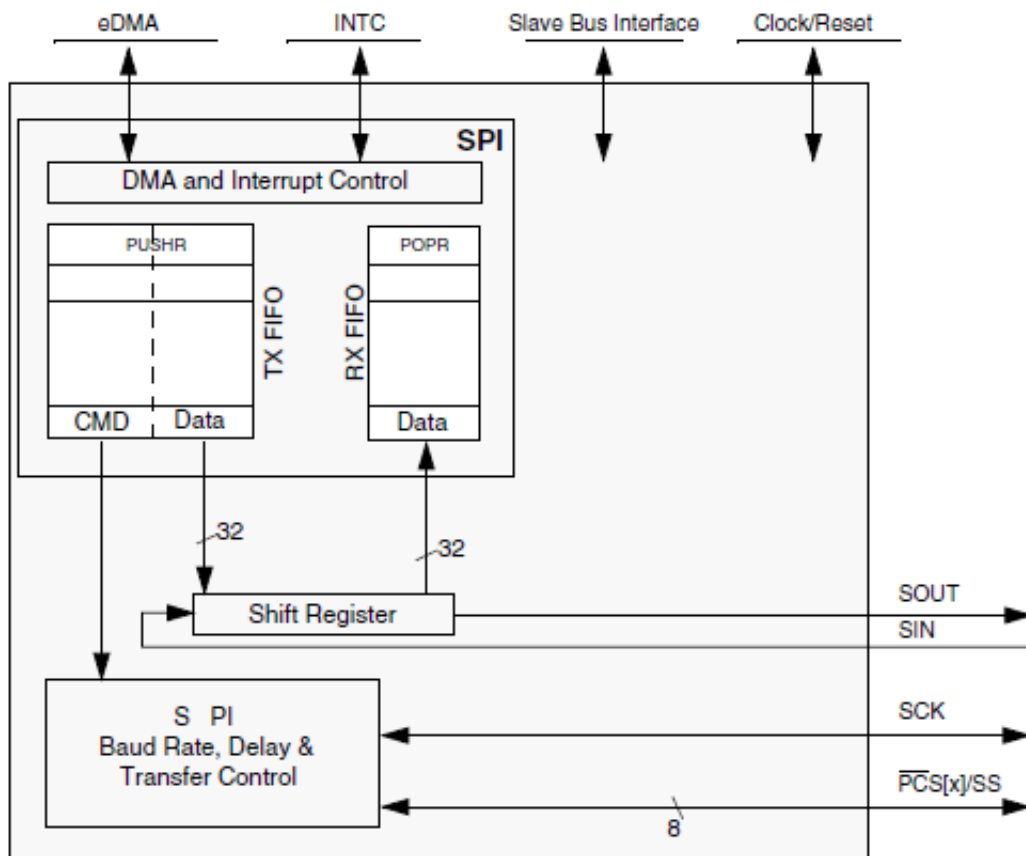 eDMA
INTC
Slave Bus Interface
Clock/Reset
SPI
DMA and Interrupt Control
PUSHR
POPR
TX FIFO
RX FIFO
CMD
Data
Data
32
32
Shift Register
SOUT
SIN
S PI
Baud Rate, Delay &
Transfer Control
SCK
P̅C̅S[x]/SS
8